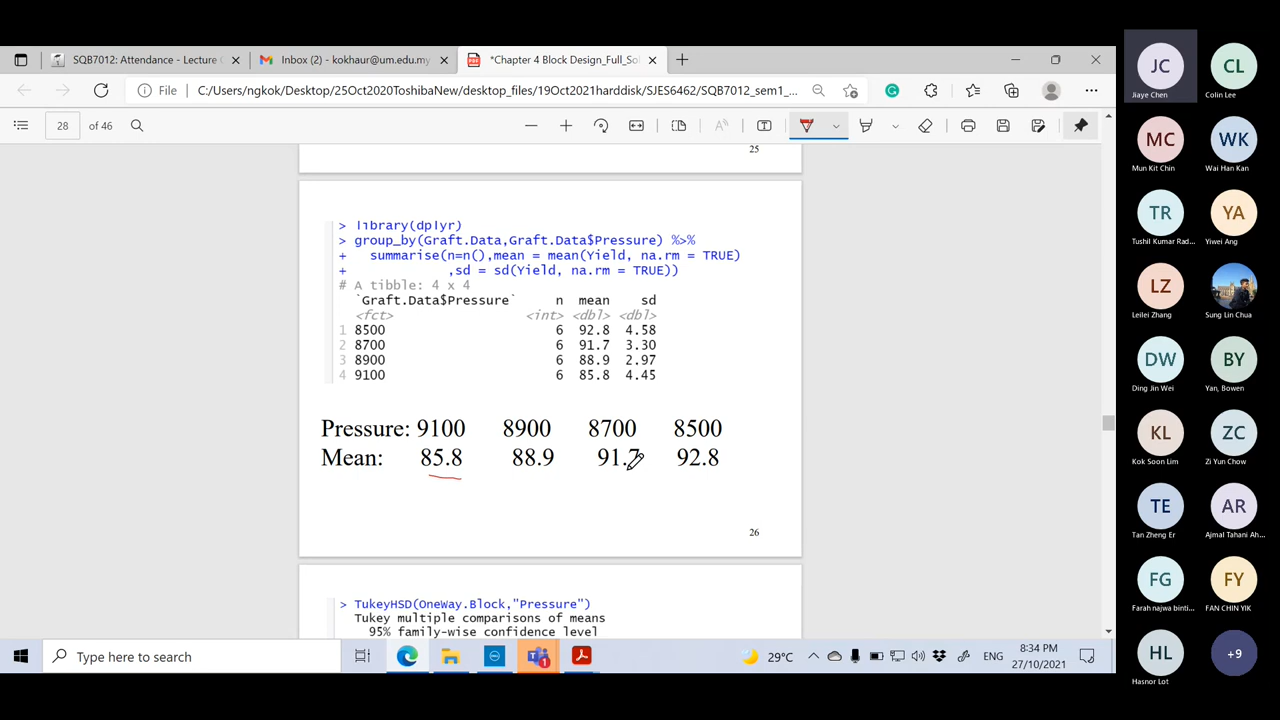 SQB7012: Attendance - Lecture
Inbox (2) - kokhaur@um.edu.my
*Chapter 4 Block Design_Full_So
File
C:/Users/ngkok/Desktop/25Oct2020ToshibaNew/desktop_files/19Oct2021harddisk/SJES6462/SQB7012_sem1_...
28 of 46
25
> library(dplyr)
> group_by(Graft.Data,Graft.Data$Pressure) %>%
+ summarise(n=n(),mean = mean(Yield, na.rm = TRUE)
+ ,sd = sd(Yield, na.rm = TRUE))
# A tibble: 4 x 4
`Graft.Data$Pressure` n mean sd
<fct> <int> <dbl> <dbl>
1 8500 6 92.8 4.58
2 8700 6 91.7 3.30
3 8900 6 88.9 2.97
4 9100 6 85.8 4.45
Pressure: 9100 8900 8700 8500
Mean: 85.8 88.9 91.7 92.8
26
> TukeyHSD(OneWay.Block,"Pressure")
Tukey multiple comparisons of means
95% family-wise confidence level
Type here to search
29°C
ENG
8:34 PM
27/10/2021
JC
Jiaye Chen
CL
Colin Lee
MC
Mun Kit Chin
WK
Wai Han Kan
TR
Tushil Kumar Rad...
YA
Yiwei Ang
LZ
Leilei Zhang
Sung Lin Chua
DW
Ding Jin Wei
BY
Yan, Bowen
KL
Kok Soon Lim
ZC
Zi Yun Chow
TE
Tan Zheng Er
AR
Ajmal Tahani Ah...
FG
Farah najwa binti...
FY
FAN CHIN YIK
HL
Hasnor Lot
+9